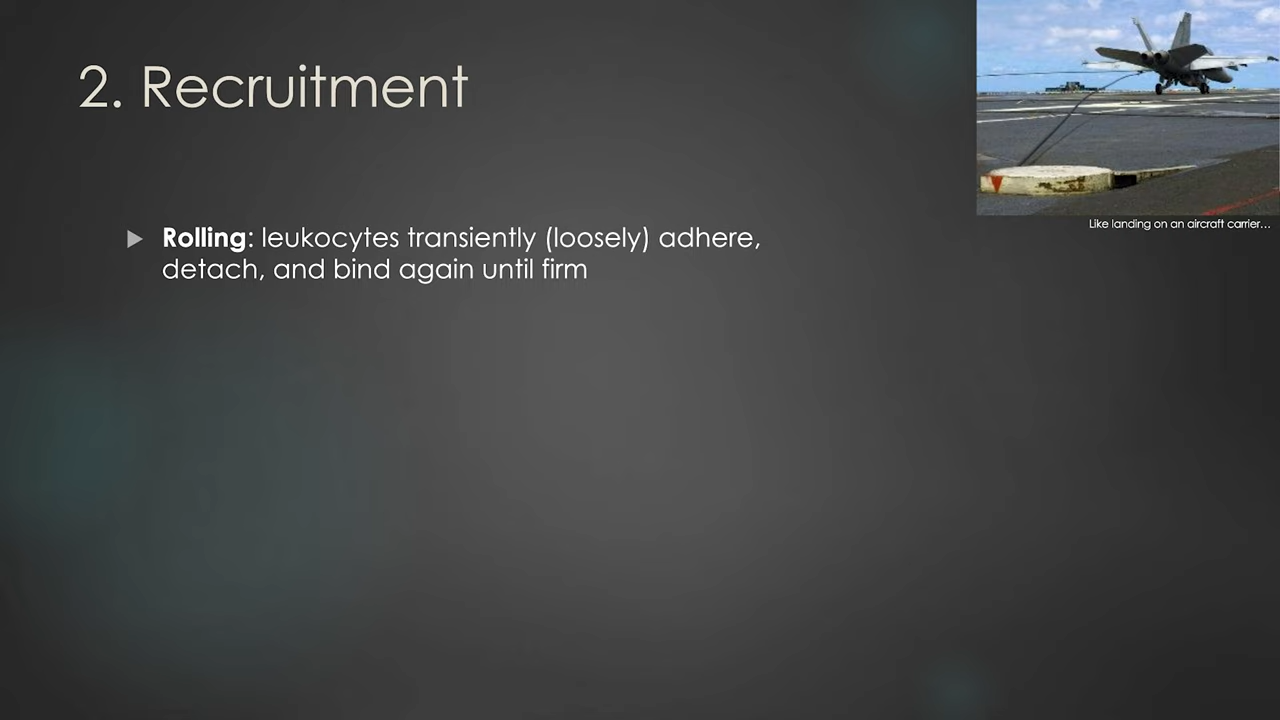 2. Recruitment
Like landing on an aircraft carrier…
Rolling: leukocytes transiently (loosely) adhere,
detach, and bind again until firm